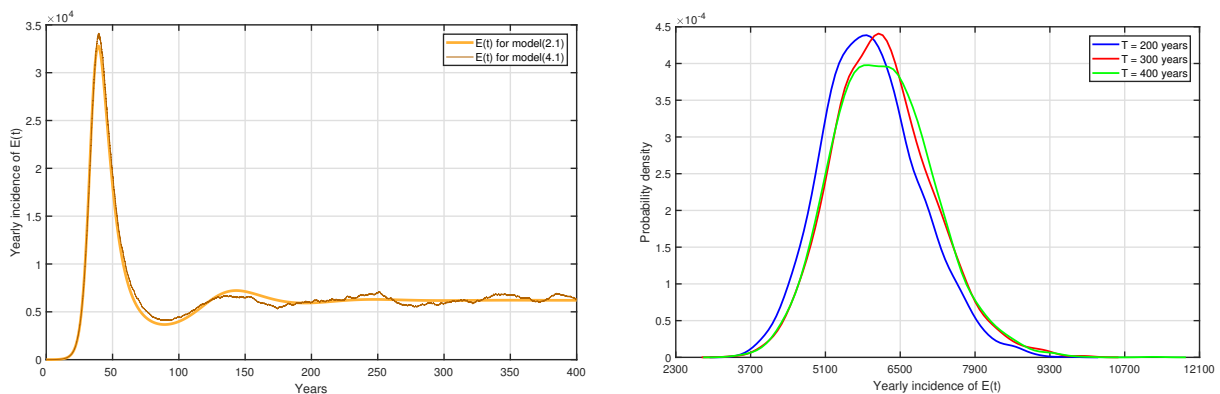 ×10⁴
3.5
3
2.5
2
1.5
1
0.5
0
Yearly incidence of E(t)
E(t) for model(2.1)
E(t) for model(4.1)
0 50 100 150 200 250 300 350 400
Years
×10⁻⁴
4.5
4
3.5
3
2.5
2
1.5
1
0.5
0
Probability density
T = 200 years
T = 300 years
T = 400 years
2300 3700 5100 6500 7900 9300 10700 12100
Yearly incidence of E(t)